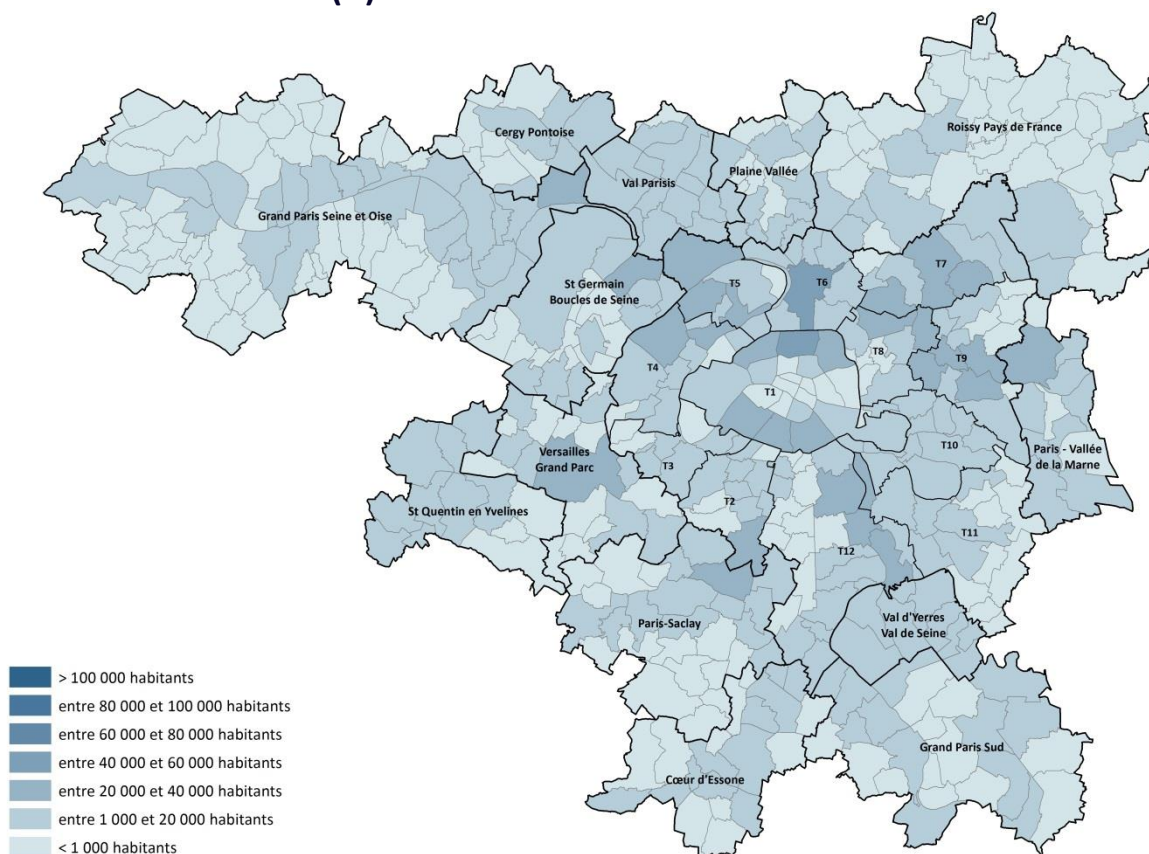 Roissy Pays de France
Cergy Pontoise
Plaine Vallée
Val Parisis
Grand Paris Seine et Oise
T7
St Germain
Boucles de Seine
T5
T6
T8
T9
T4
T1
T10
Versailles
Grand Parc
T3
Paris - Vallée
de la Marne
T2
St Quentin en Yvelines
T11
T12
Val d'Yerres
Val de Seine
Paris-Saclay
Grand Paris Sud
Cœur d'Essone
> 100 000 habitants
entre 80 000 et 100 000 habitants
entre 60 000 et 80 000 habitants
entre 40 000 et 60 000 habitants
entre 20 000 et 40 000 habitants
entre 1 000 et 20 000 habitants
< 1 000 habitants